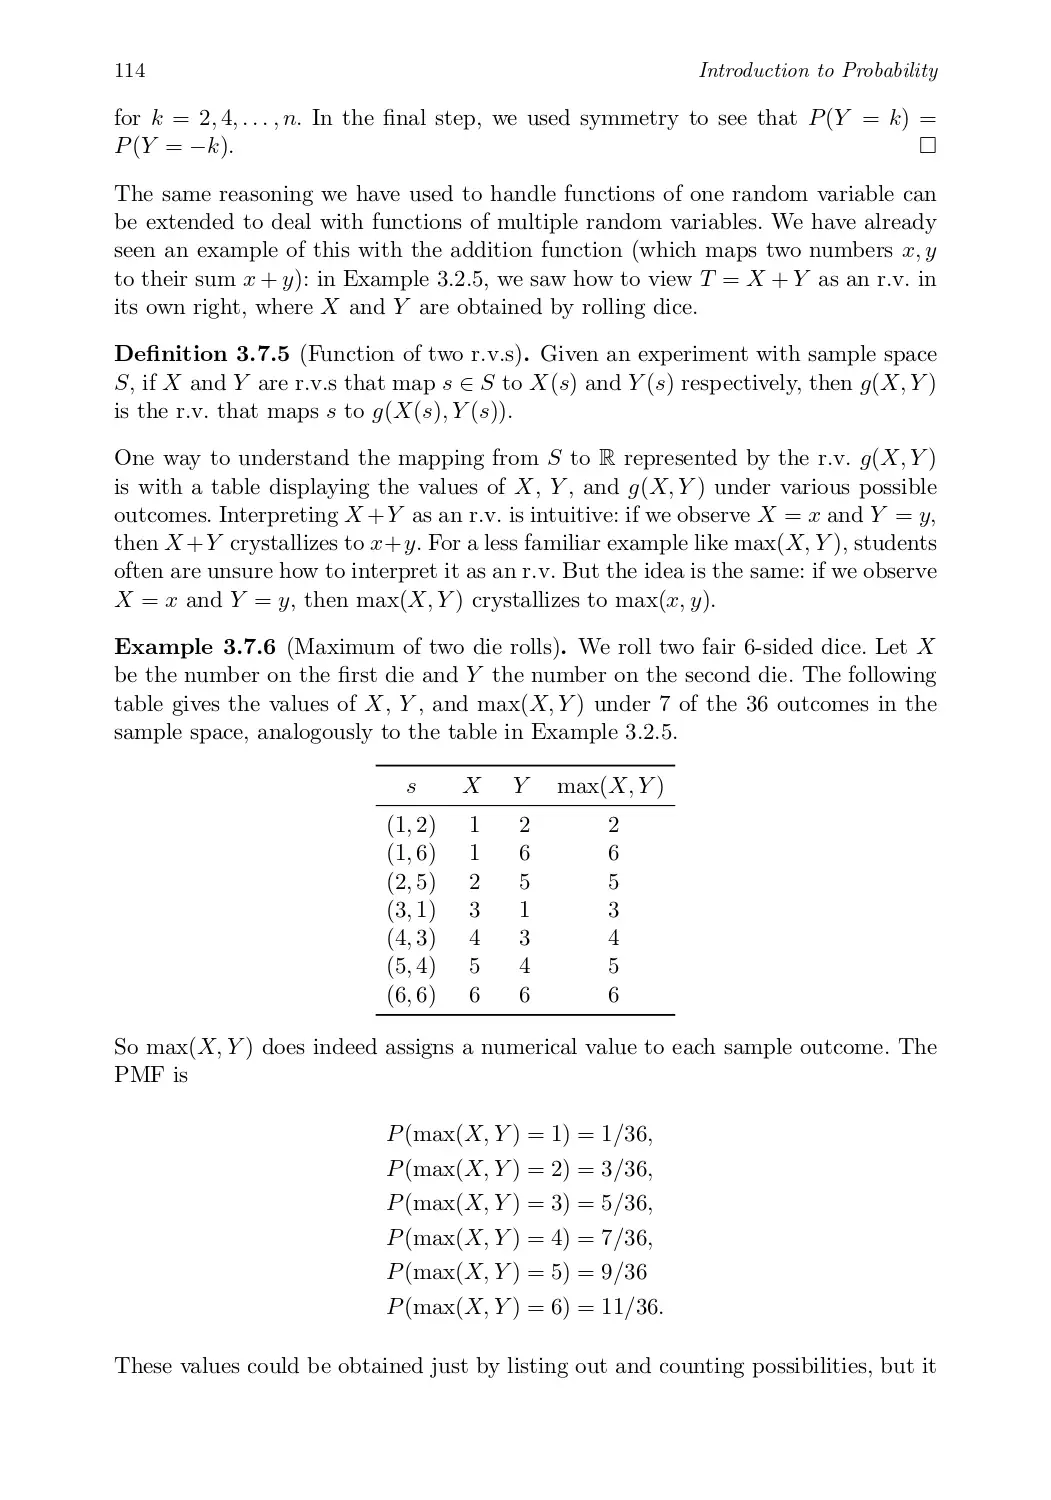 114 Introduction to Probability
for k = 2, 4, . . . , n. In the final step, we used symmetry to see that P(Y = k) =
P(Y = −k). □
The same reasoning we have used to handle functions of one random variable can
be extended to deal with functions of multiple random variables. We have already
seen an example of this with the addition function (which maps two numbers x, y
to their sum x + y): in Example 3.2.5, we saw how to view T = X + Y as an r.v. in
its own right, where X and Y are obtained by rolling dice.
Definition 3.7.5 (Function of two r.v.s). Given an experiment with sample space
S, if X and Y are r.v.s that map s ∈ S to X(s) and Y(s) respectively, then g(X, Y)
is the r.v. that maps s to g(X(s), Y(s)).
One way to understand the mapping from S to ℝ represented by the r.v. g(X, Y)
is with a table displaying the values of X, Y, and g(X, Y) under various possible
outcomes. Interpreting X + Y as an r.v. is intuitive: if we observe X = x and Y = y,
then X + Y crystallizes to x + y. For a less familiar example like max(X, Y), students
often are unsure how to interpret it as an r.v. But the idea is the same: if we observe
X = x and Y = y, then max(X, Y) crystallizes to max(x, y).
Example 3.7.6 (Maximum of two die rolls). We roll two fair 6-sided dice. Let X
be the number on the first die and Y the number on the second die. The following
table gives the values of X, Y, and max(X, Y) under 7 of the 36 outcomes in the
sample space, analogously to the table in Example 3.2.5.
s X Y max(X, Y)
(1, 2) 1 2 2
(1, 6) 1 6 6
(2, 5) 2 5 5
(3, 1) 3 1 3
(4, 3) 4 3 4
(5, 4) 5 4 5
(6, 6) 6 6 6
So max(X, Y) does indeed assigns a numerical value to each sample outcome. The
PMF is
P(max(X, Y) = 1) = 1/36,
P(max(X, Y) = 2) = 3/36,
P(max(X, Y) = 3) = 5/36,
P(max(X, Y) = 4) = 7/36,
P(max(X, Y) = 5) = 9/36
P(max(X, Y) = 6) = 11/36.
These values could be obtained just by listing out and counting possibilities, but it